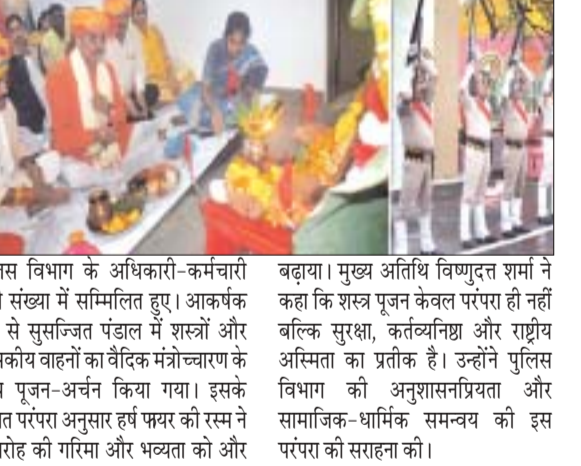 विभाग के अधिकारी-कर्मचारी
संख्या में सम्मिलित हुए। आकर्षक
से सुसज्जित पंडाल में शस्त्रों और
वाहनों का वैदिक मंत्रोच्चारण के
पूजन-अर्चन किया गया। इसके
परंपरा अनुसार हर्ष फायर की रस्म ने
की गरिमा और भव्यता को और
बढ़ाया। मुख्य अतिथि विष्णुदत्त शर्मा ने
कहा कि शस्त्र पूजन केवल परंपरा ही नहीं
बल्कि सुरक्षा, कर्तव्यनिष्ठा और राष्ट्रीय
अस्मिता का प्रतीक है। उन्होंने पुलिस
विभाग की अनुशासनप्रियता और
सामाजिक-धार्मिक समन्वय की इस
परंपरा की सराहना की।